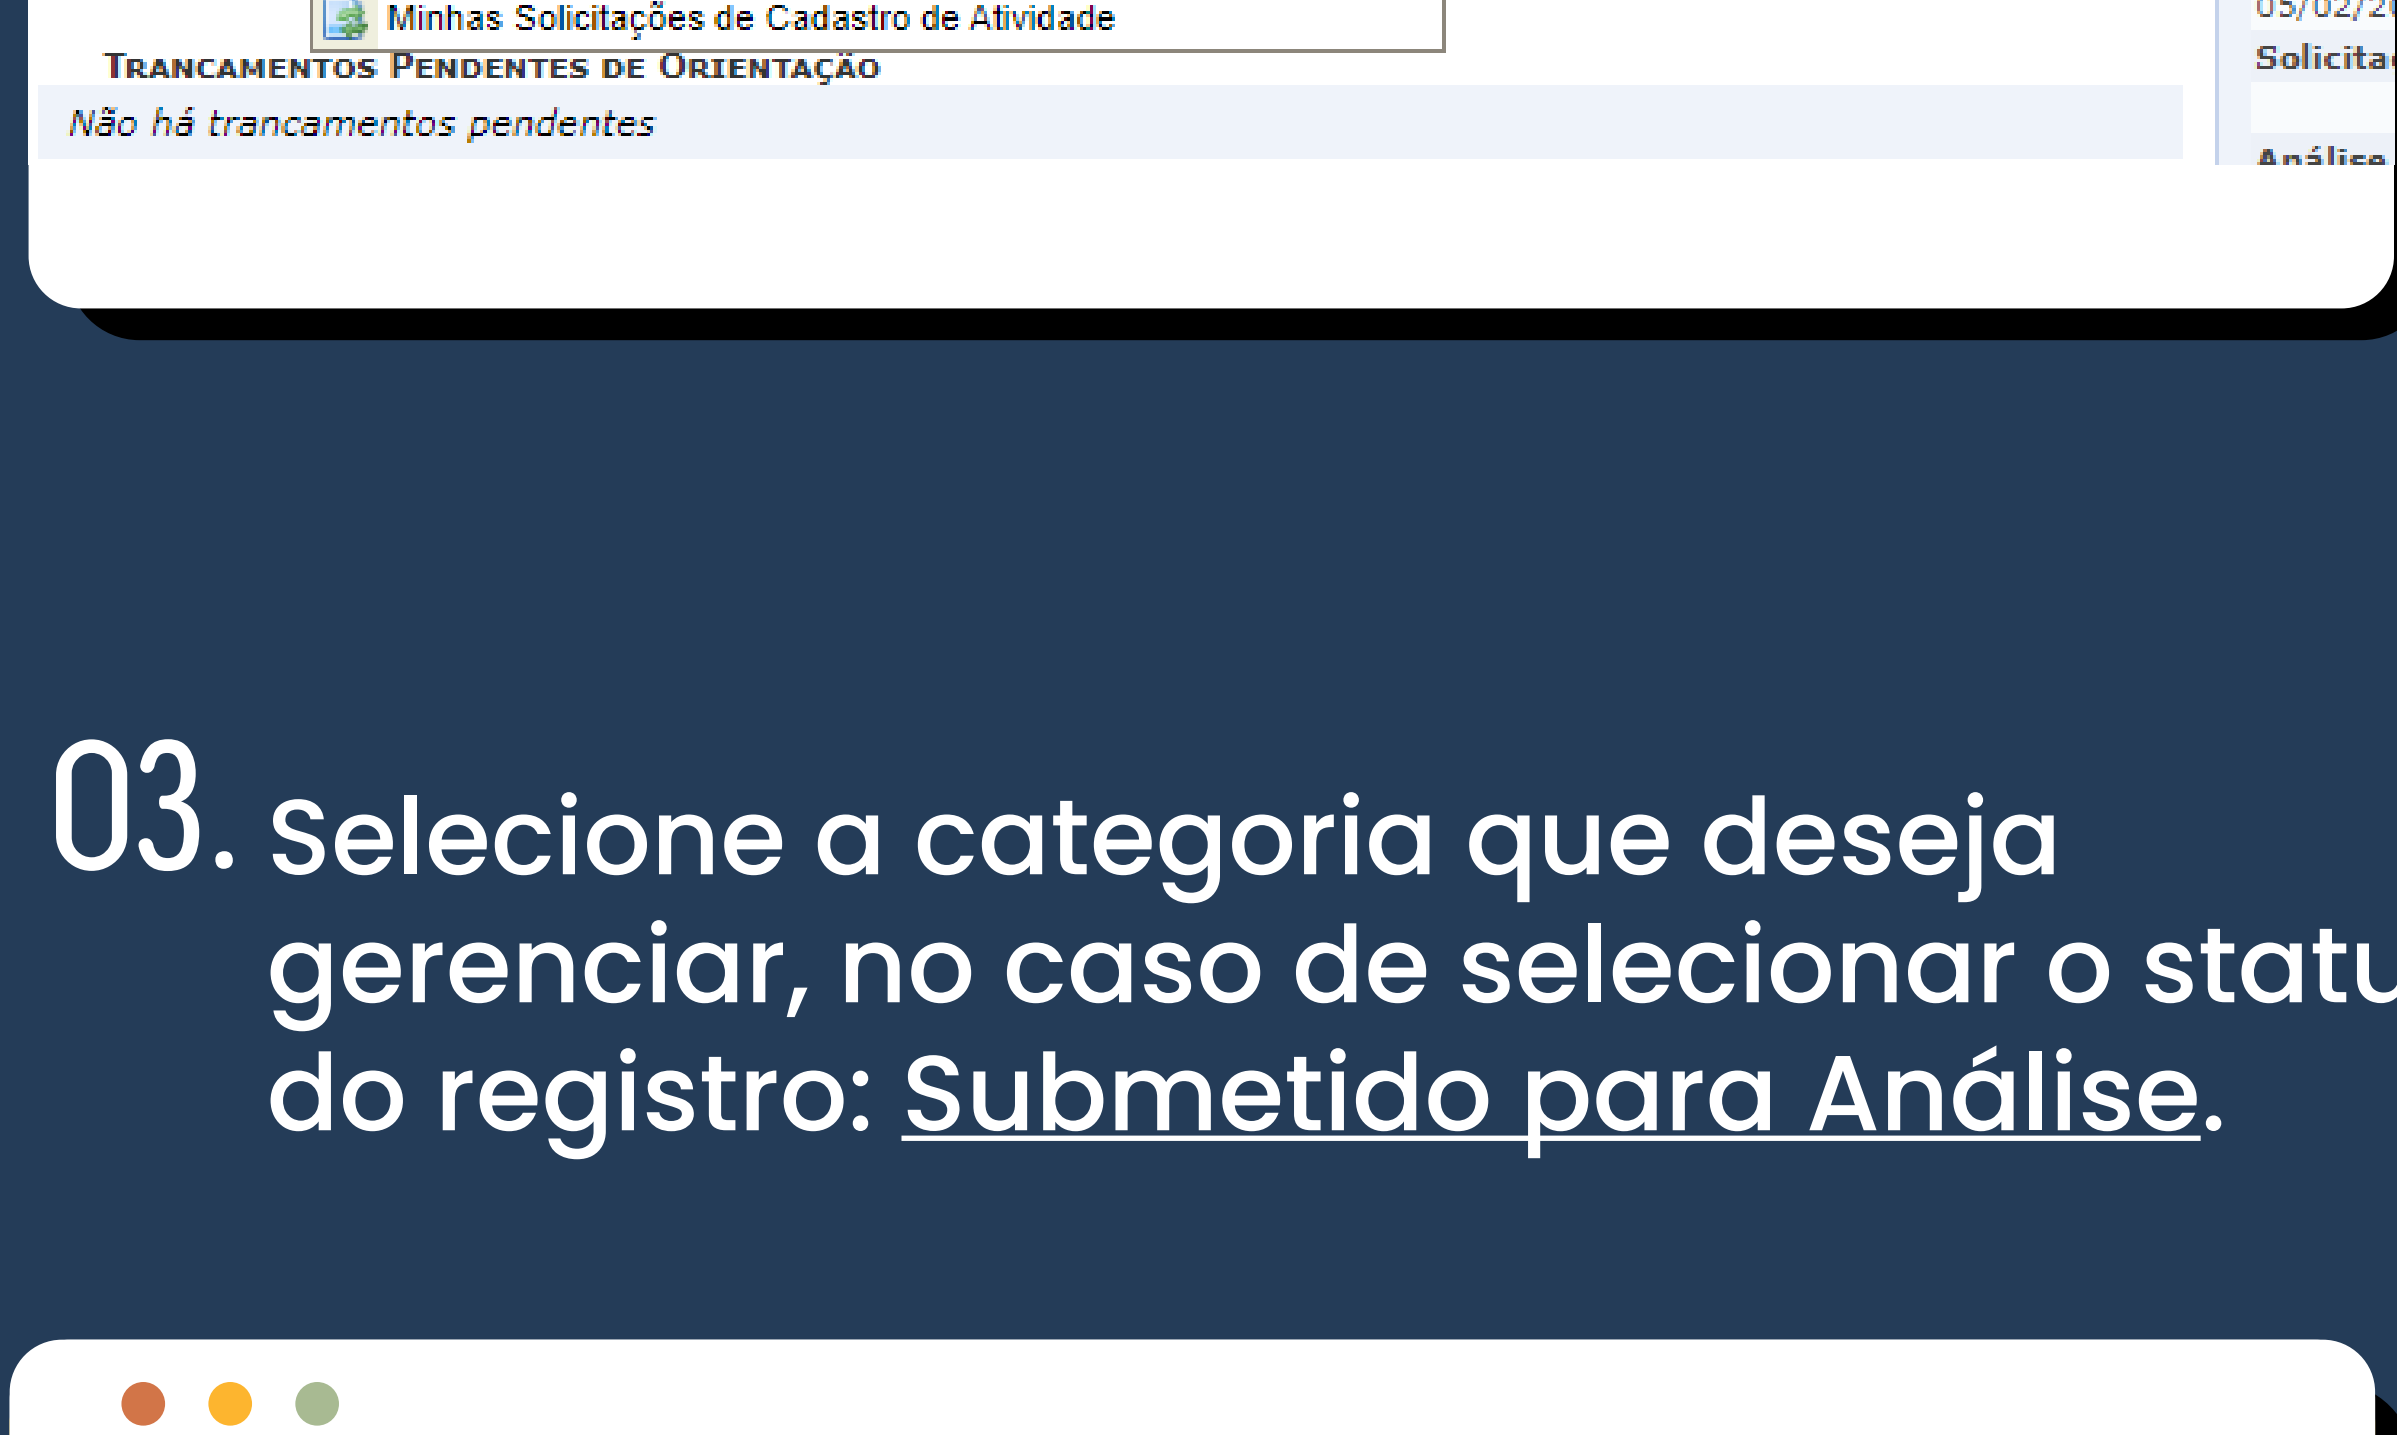 Minhas Solicitações de Cadastro de Atividade
TRANCAMENTOS PENDENTES DE ORIENTAÇÃO
Não há trancamentos pendentes
Análise
03. Selecione a categoria que deseja
gerenciar, no caso de selecionar o
do registro: Submetido para Análise.